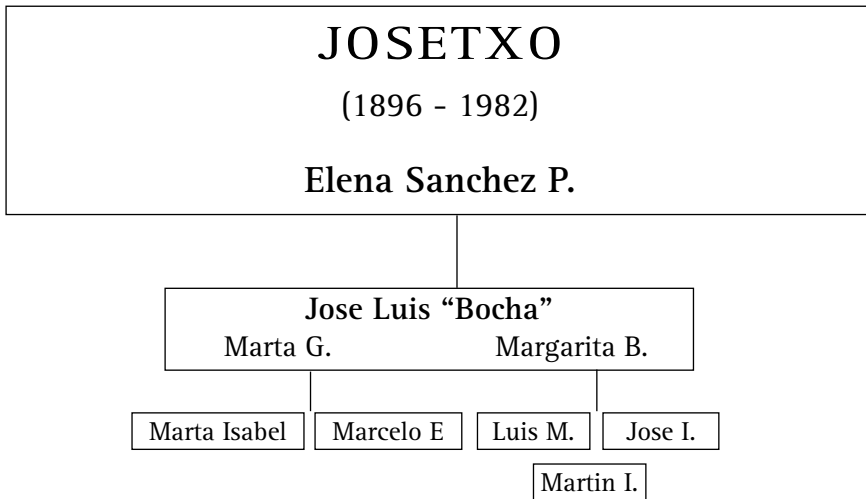 JOSETXO
(1896 - 1982)
Elena Sanchez P.
Jose Luis “Bocha”
Marta G. Margarita B.
Marta Isabel Marcelo E Luis M. Jose I.
Martin I.